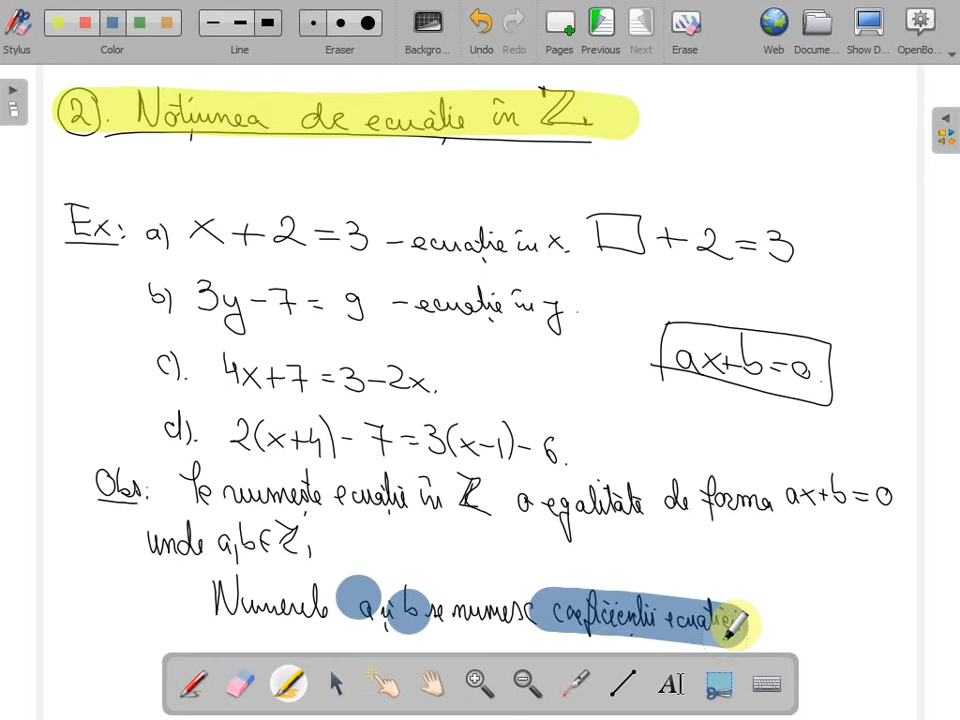 Stylus Color Line Eraser Backgro... Undo Redo Pages Previous Next Erase Web Docume... Show D... OpenBo...
2). Noțiunea de ecuație în ℤ.
Ex: a) x + 2 = 3 – ecuație în x. □ + 2 = 3
b) 3y – 7 = 9 – ecuație în y.
ax+b=0.
c). 4x+7 = 3–2x.
d). 2(x+4) – 7 = 3(x–1) – 6.
Obs: Se numește ecuație în ℤ o egalitate de forma ax+b=0
unde a,b∈ℤ,
Numerele a și b se numesc coeficienții ecuației
A